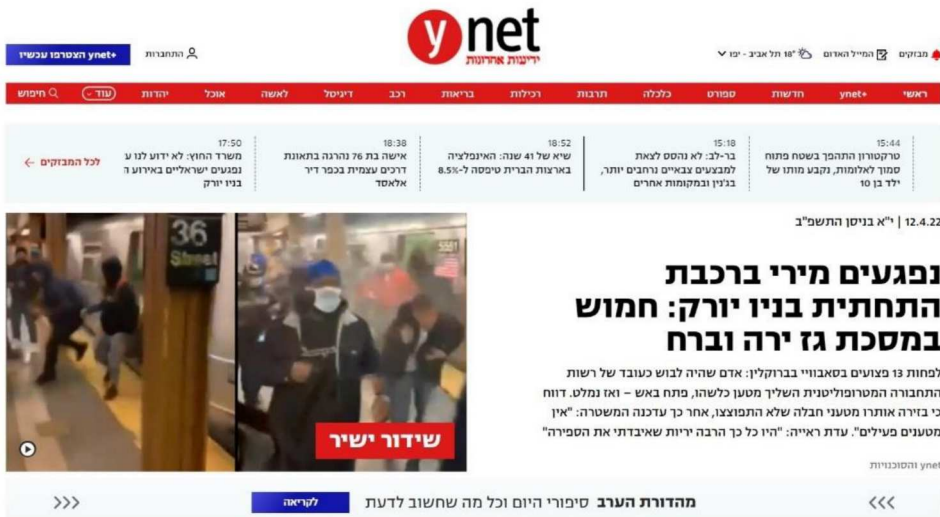 ynet
ידיעות אחרונות
מבזקים
המייל האדום
18° תל אביב - יפו
התחברות
+ynet הצטרפו עכשיו
ראשי
+ynet
חדשות
ספורט
כלכלה
תרבות
רכילות
בריאות
רכב
דיגיטל
לאשה
אוכל
יהדות
עוד
חיפוש
15:44
טרקטורון התהפך בשטח פתוח
סמוך לאלומות, נקבע מותו של
ילד בן 10
15:18
בר-לב: לא נהסס לצאת
למבצעים צבאיים נרחבים יותר,
בג'נין ובמקומות אחרים
18:52
שיא של 41 שנה: האינפלציה
בארצות הברית טיפסה ל-8.5%
18:38
אישה בת 76 נהרגה בתאונת
דרכים עצמית בכפר דיר
אלאסד
17:50
משרד החוץ: לא ידוע לנו ע
נפגעים ישראליים באירוע ה
בניו יורק
לכל המבזקים
12.4.22 | י"א בניסן התשפ"ב
נפגעים מירי ברכבת
התחתית בניו יורק: חמוש
במסכת גז ירה וברח
לפחות 13 פצועים בסאבוויי בברוקלין: אדם שהיה לבוש כעובד של רשות
התחבורה המטרופוליטנית השליך מטען כלשהו, פתח באש – ואז נמלט. דווח
כי בזירה אותרו מטעני חבלה שלא התפוצצו, אחר כך עדכנה המשטרה: "אין
מטענים פעילים". עדת ראייה: "היו כל כך הרבה יריות שאיבדתי את הספירה"
ynet והסוכנויות
36
Street
5551
שידור ישיר
מהדורת הערב סיפורי היום וכל מה שחשוב לדעת
לקריאה